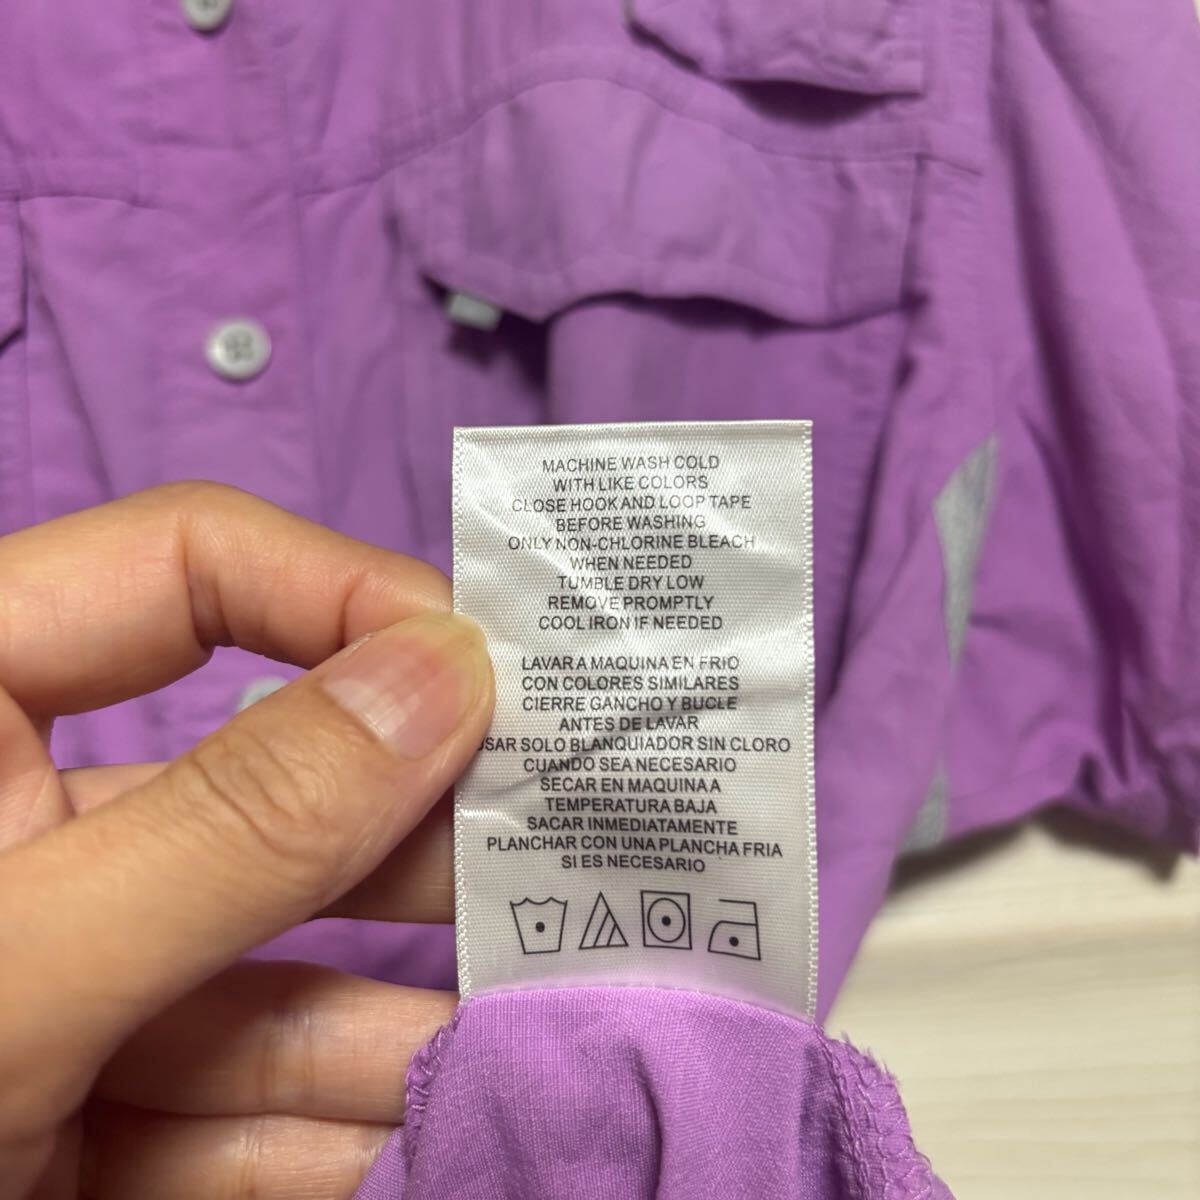 MACHINE WASH COLD
WITH LIKE COLORS
CLOSE HOOK AND LOOP TAPE
BEFORE WASHING
ONLY NON-CHLORINE BLEACH
WHEN NEEDED
TUMBLE DRY LOW
REMOVE PROMPTLY
COOL IRON IF NEEDED
LAVAR A MAQUINA EN FRIO
CON COLORES SIMILARES
CIERRE GANCHO Y BUCLE
ANTES DE LAVAR
USAR SOLO BLANQUIADOR SIN CLORO
CUANDO SEA NECESARIO
SECAR EN MAQUINA A
TEMPERATURA BAJA
SACAR INMEDIATAMENTE
PLANCHAR CON UNA PLANCHA FRIA
SI ES NECESARIO